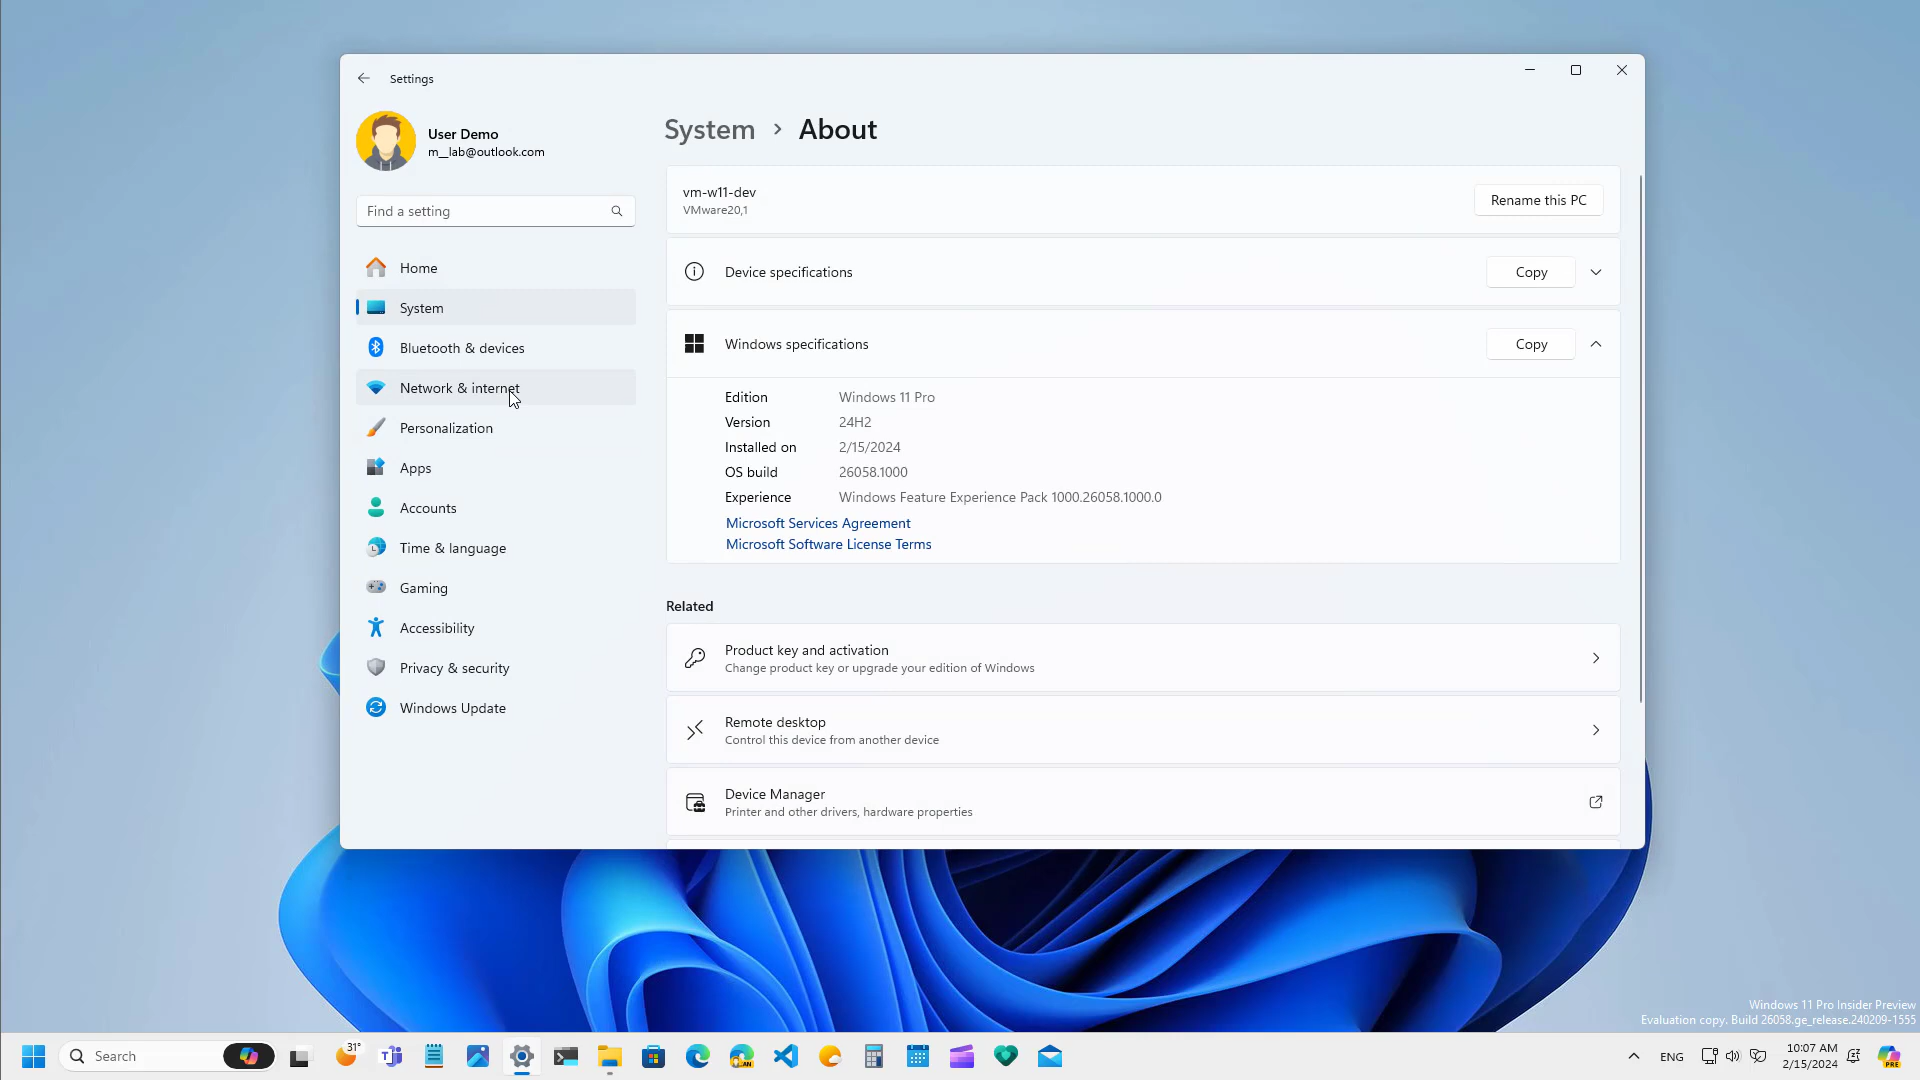 Settings
User Demo
m__lab@outlook.com
Find a setting
Home
System
Bluetooth & devices
Network & internet
Personalization
Apps
Accounts
Time & language
Gaming
Accessibility
Privacy & security
Windows Update
System > About
vm-w11-dev
VMware20,1
Rename this PC
Device specifications
Copy
Windows specifications
Copy
Edition Windows 11 Pro
Version 24H2
Installed on 2/15/2024
OS build 26058.1000
Experience Windows Feature Experience Pack 1000.26058.1000.0
Microsoft Services Agreement
Microsoft Software License Terms
Related
Product key and activation
Change product key or upgrade your edition of Windows
Remote desktop
Control this device from another device
Device Manager
Printer and other drivers, hardware properties
Windows 11 Pro Insider Preview
Evaluation copy. Build 26058.ge_release.240209-1555
Search
31°
CAN
ENG
10:07 AM
2/15/2024
PRE